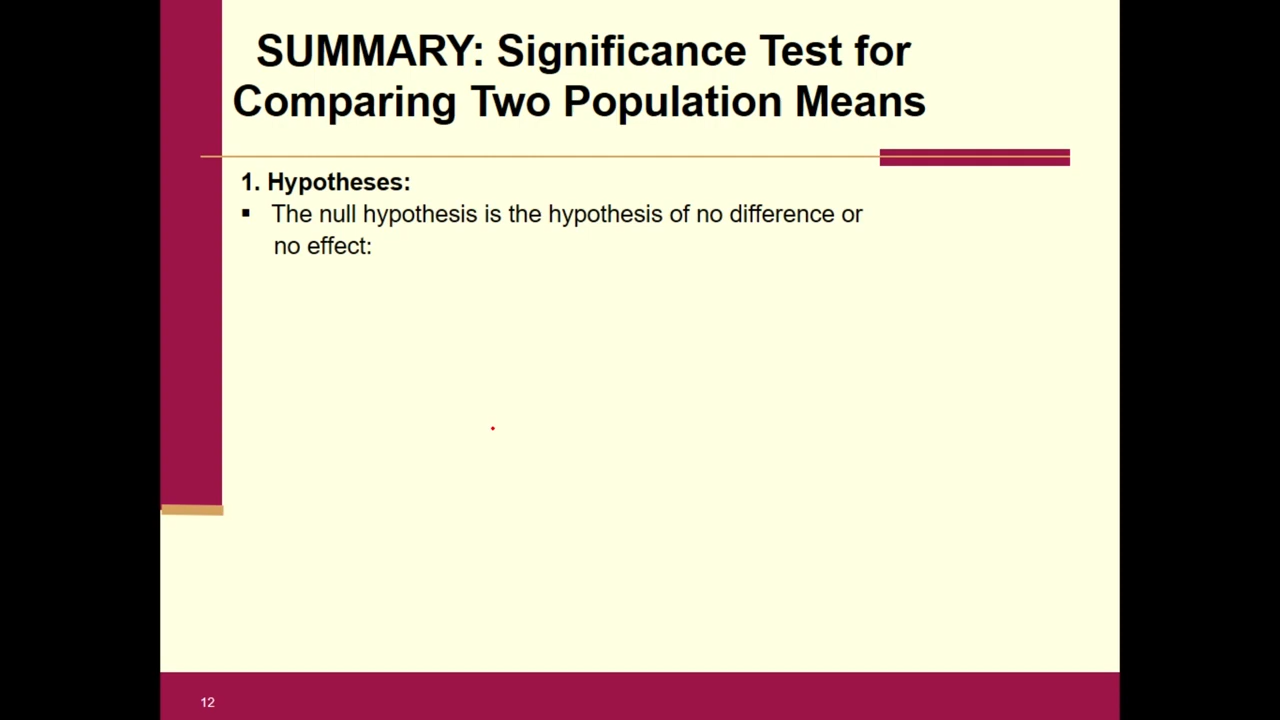 SUMMARY: Significance Test for
Comparing Two Population Means
1. Hypotheses:
▪ The null hypothesis is the hypothesis of no difference or
no effect:
12